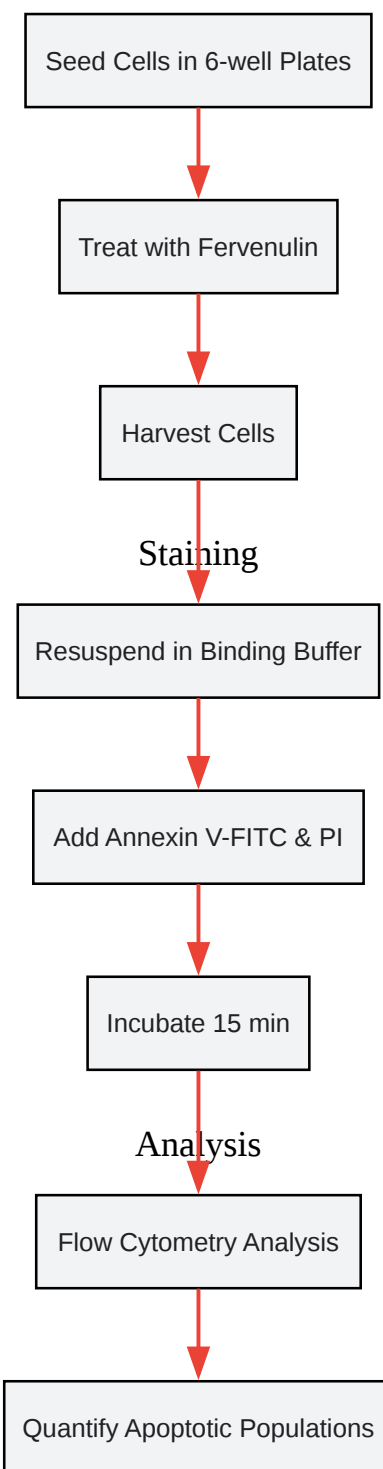 Seed Cells in 6-well Plates
Treat with Fervenulin
Harvest Cells
Staining
Resuspend in Binding Buffer
Add Annexin V-FITC & PI
Incubate 15 min
Analysis
Flow Cytometry Analysis
Quantify Apoptotic Populations